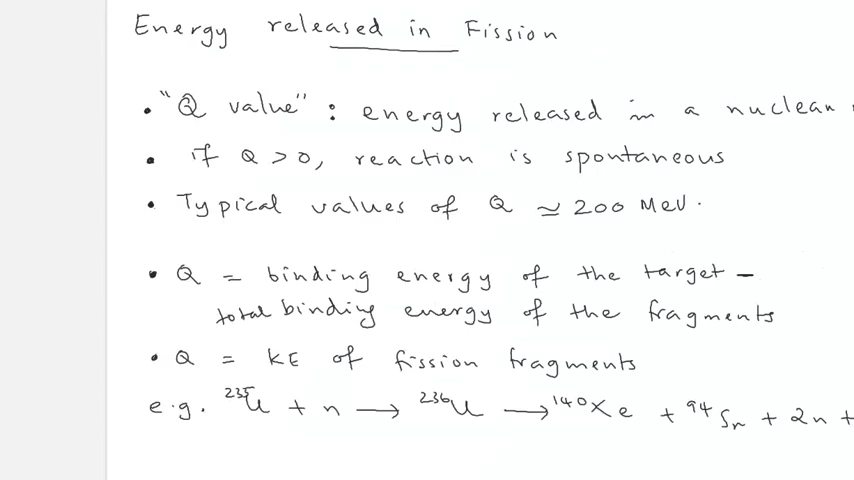 Energy released in Fission
• "Q value" : energy released in a nuclear
• if Q > 0, reaction is spontaneous
• Typical values of Q ≃ 200 MeV.
• Q = binding energy of the target –
total binding energy of the fragments
• Q = KE of fission fragments
e.g. ²³⁵U + n → ²³⁶U → ¹⁴⁰Xe + ⁹⁴Sr + 2n +